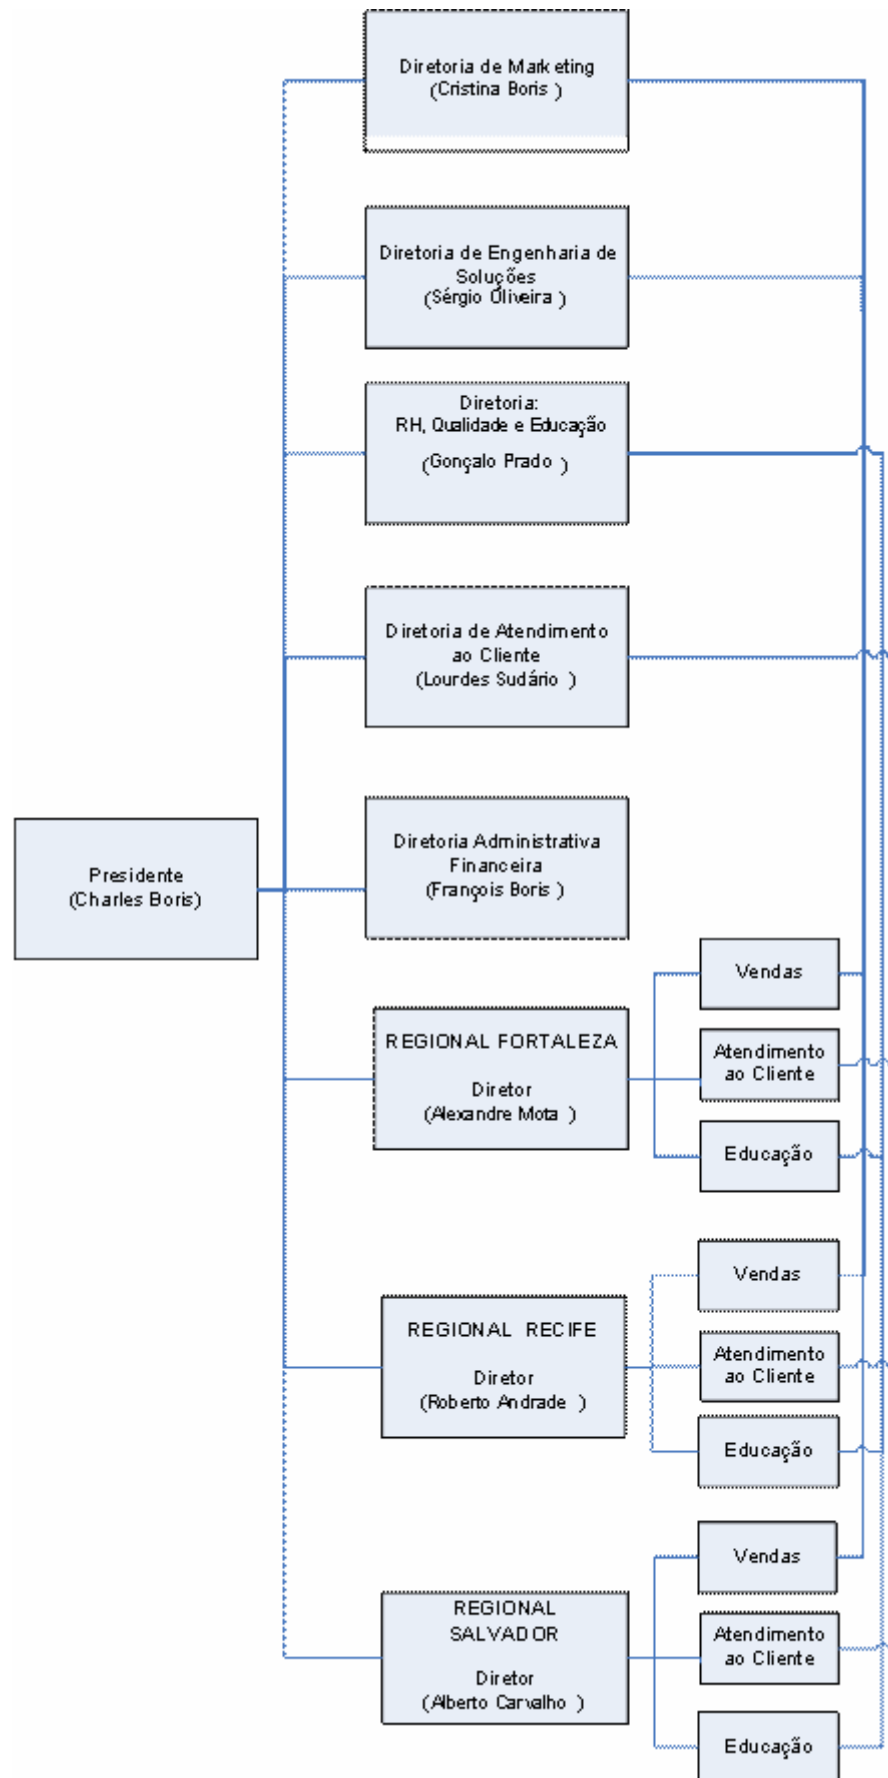 Diretoria de Marketing
(Cristina Boris )
Diretoria de Engenharia de
Soluções
(Sérgio Oliveira )
Diretoria:
RH, Qualidade e Educação
(Gonçalo Prado )
Diretoria de Atendimento
ao Cliente
(Lourdes Sudário )
Presidente
(Charles Boris)
Diretoria Administrativa
Financeira
(François Boris )
REGIONAL FORTALEZA
Diretor
(Alexandre Mota )
Vendas
Atendimento
ao Cliente
Educação
REGIONAL RECIFE
Diretor
(Roberto Andrade )
Vendas
Atendimento
ao Cliente
Educação
REGIONAL
SALVADOR
Diretor
(Alberto Carvalho )
Vendas
Atendimento
ao Cliente
Educação